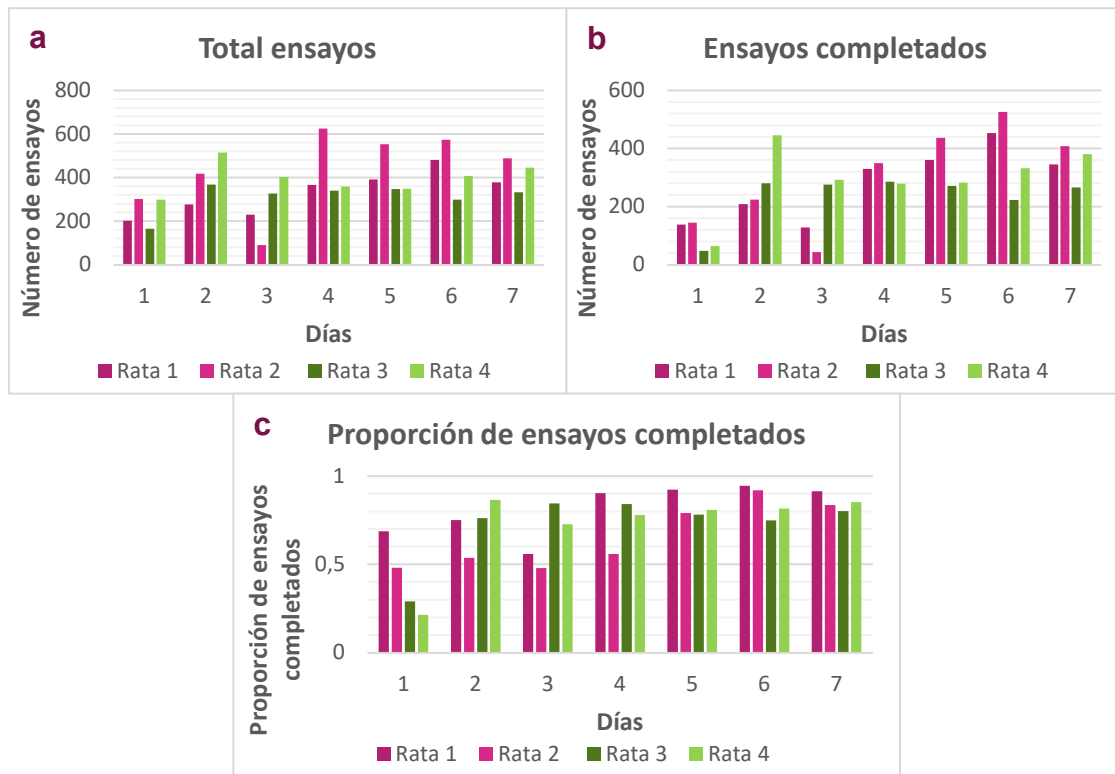 a
Total ensayos
Número de ensayos
800
600
400
200
0
1 2 3 4 5 6 7
Días
Rata 1 Rata 2 Rata 3 Rata 4
b
Ensayos completados
Número de ensayos
600
400
200
0
1 2 3 4 5 6 7
Días
Rata 1 Rata 2 Rata 3 Rata 4
c
Proporción de ensayos completados
Proporción de ensayos
completados
1
0,5
0
1 2 3 4 5 6 7
Días
Rata 1 Rata 2 Rata 3 Rata 4